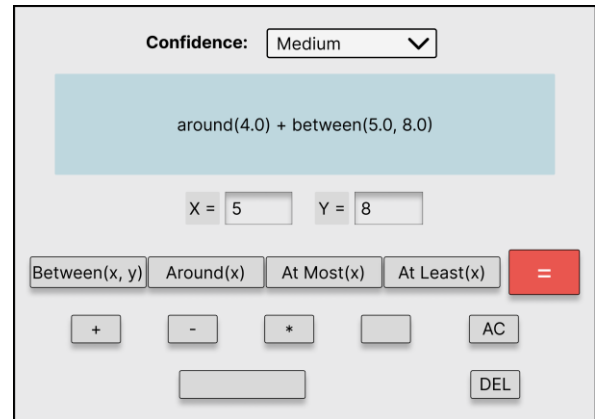 Confidence: Medium
around(4.0) + between(5.0, 8.0)
X = 5 Y = 8
Between(x, y) Around(x) At Most(x) At Least(x) =
+ - * AC
DEL